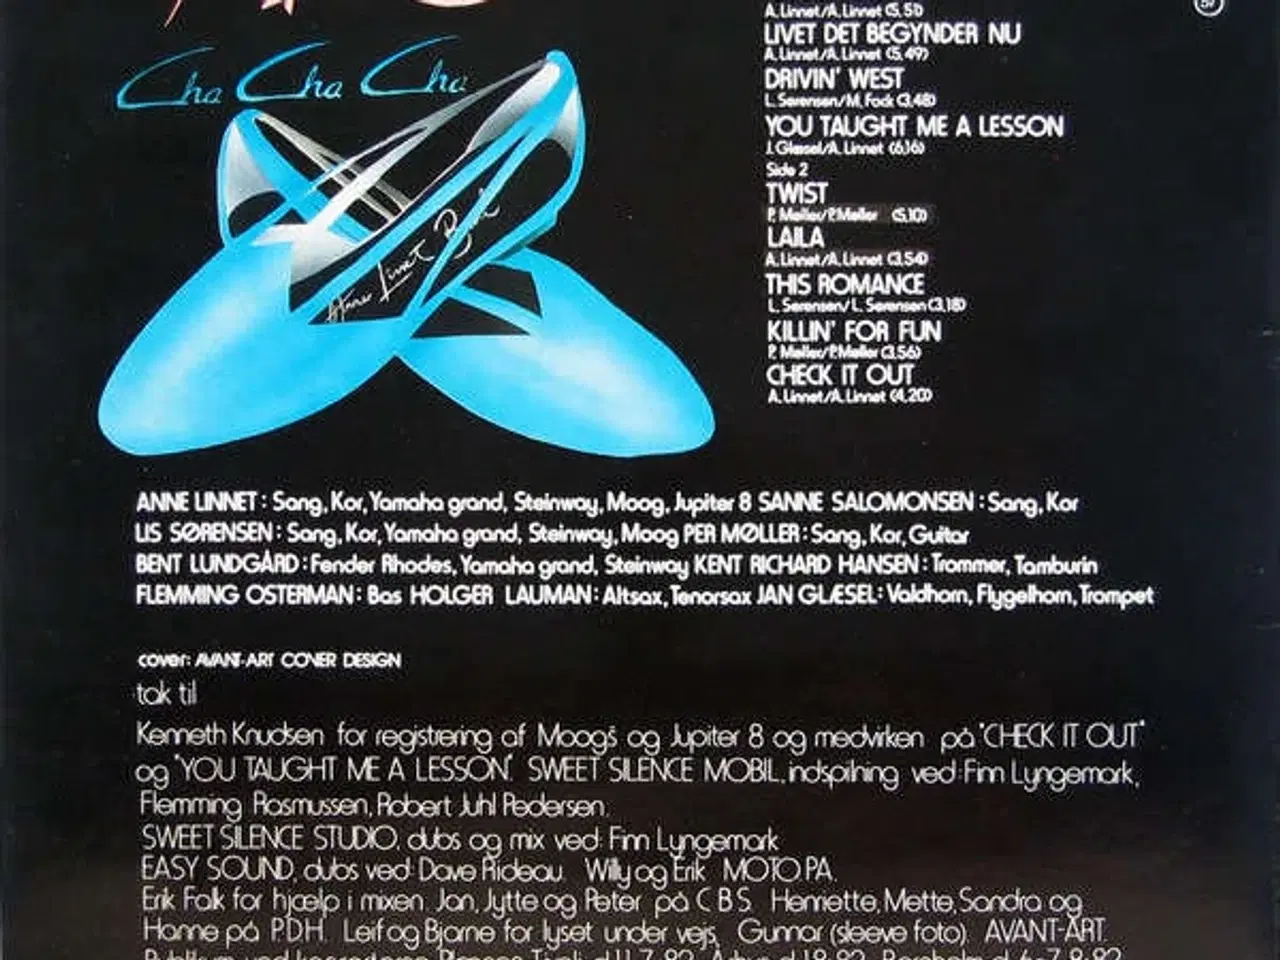 Cha Cha Cha
Anne Linnet Band
A. Linnet/A. Linnet (5,51)
LIVET DET BEGYNDER NU
A. Linnet/A. Linnet (5,49)
DRIVIN' WEST
L. Sørensen/M. Fock (3,48)
YOU TAUGHT ME A LESSON
J. Glæsel/A. Linnet (6,16)
Side 2
TWIST
P. Møller/P. Møller (5,10)
LAILA
A. Linnet/A. Linnet (3,54)
THIS ROMANCE
L. Sørensen/L. Sørensen (3,18)
KILLIN' FOR FUN
P. Møller/P. Møller (3,56)
CHECK IT OUT
A. Linnet/A. Linnet (4,20)
ANNE LINNET: Sang, Kor, Yamaha grand, Steinway, Moog, Jupiter 8 SANNE SALOMONSEN: Sang, Kor
LIS SØRENSEN: Sang, Kor, Yamaha grand, Steinway, Moog PER MØLLER: Sang, Kor, Guitar
BENT LUNDGÅRD: Fender Rhodes, Yamaha grand, Steinway KENT RICHARD HANSEN: Trommer, Tamburin
FLEMMING OSTERMAN: Bas HOLGER LAUMAN: Altsax, Tenorsax JAN GLÆSEL: Valdhorn, Flygelhorn, Trompet
cover: AVANT-ART COVER DESIGN
tak til
Kenneth Knudsen for registrering af Moogs og Jupiter 8 og medvirken på "CHECK IT OUT"
og "YOU TAUGHT ME A LESSON". SWEET SILENCE MOBIL, indspilning ved: Finn Lyngemark,
Flemming Rasmussen, Robert Juhl Pedersen.
SWEET SILENCE STUDIO, dubs og mix ved: Finn Lyngemark
EASY SOUND, dubs ved: Dave Rideau. Willy og Erik MOTO P.A.
Erik Falk for hjælp i mixen. Jan, Jytte og Peter på C B S. Henriette, Mette, Sandra og
Hanne på P.D.H. Leif og Bjarne for lyset under vejs, Gunnar (sleeve foto). AVANT-ART.